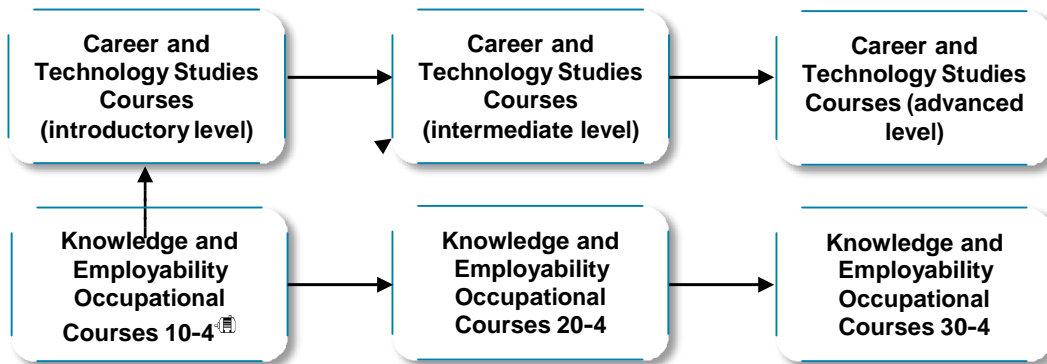 Career and
Technology Studies
Courses
(introductory level)
Career and
Technology Studies
Courses
(intermediate level)
Career and
Technology Studies
Courses (advanced
level)
Knowledge and
Employability
Occupational
Courses 10-4
Knowledge and
Employability
Occupational
Courses 20-4
Knowledge and
Employability
Occupational
Courses 30-4